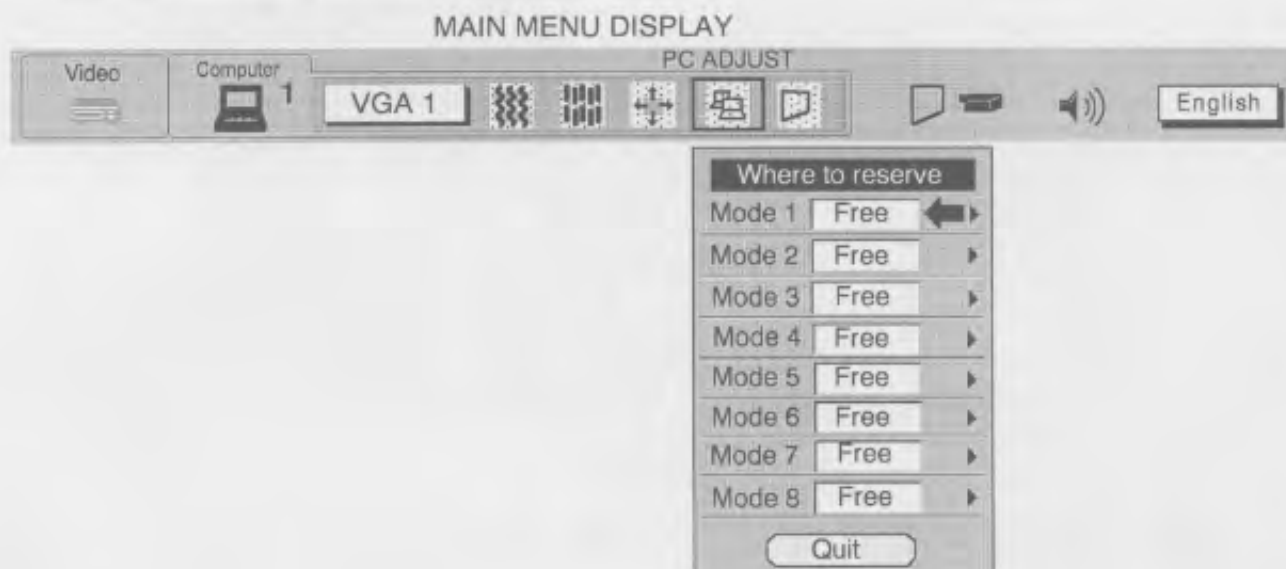 MAIN MENU DISPLAY
PC ADJUST
Video
Computer
1
VGA 1
English
Where to reserve
Mode 1 Free
Mode 2 Free
Mode 3 Free
Mode 4 Free
Mode 5 Free
Mode 6 Free
Mode 7 Free
Mode 8 Free
Quit